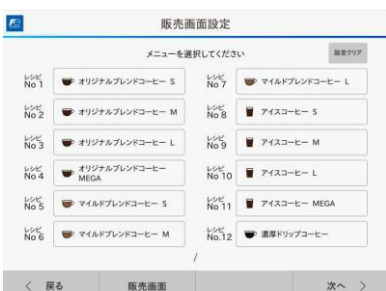 販売画面設定
メニューを選択してください
設定クリア
レシピ
No 1
オリジナルブレンドコーヒー S
レシピ
No 2
オリジナルブレンドコーヒー M
レシピ
No 3
オリジナルブレンドコーヒー L
レシピ
No 4
オリジナルブレンドコーヒー
MEGA
レシピ
No 5
マイルドブレンドコーヒー S
レシピ
No 6
マイルドブレンドコーヒー M
レシピ
No 7
マイルドブレンドコーヒー L
レシピ
No 8
アイスコーヒー S
レシピ
No 9
アイスコーヒー M
レシピ
No 10
アイスコーヒー L
レシピ
No 11
アイスコーヒー MEGA
レシピ
No.12
濃厚ドリップコーヒー
/
＜ 戻る
販売画面
次へ ＞